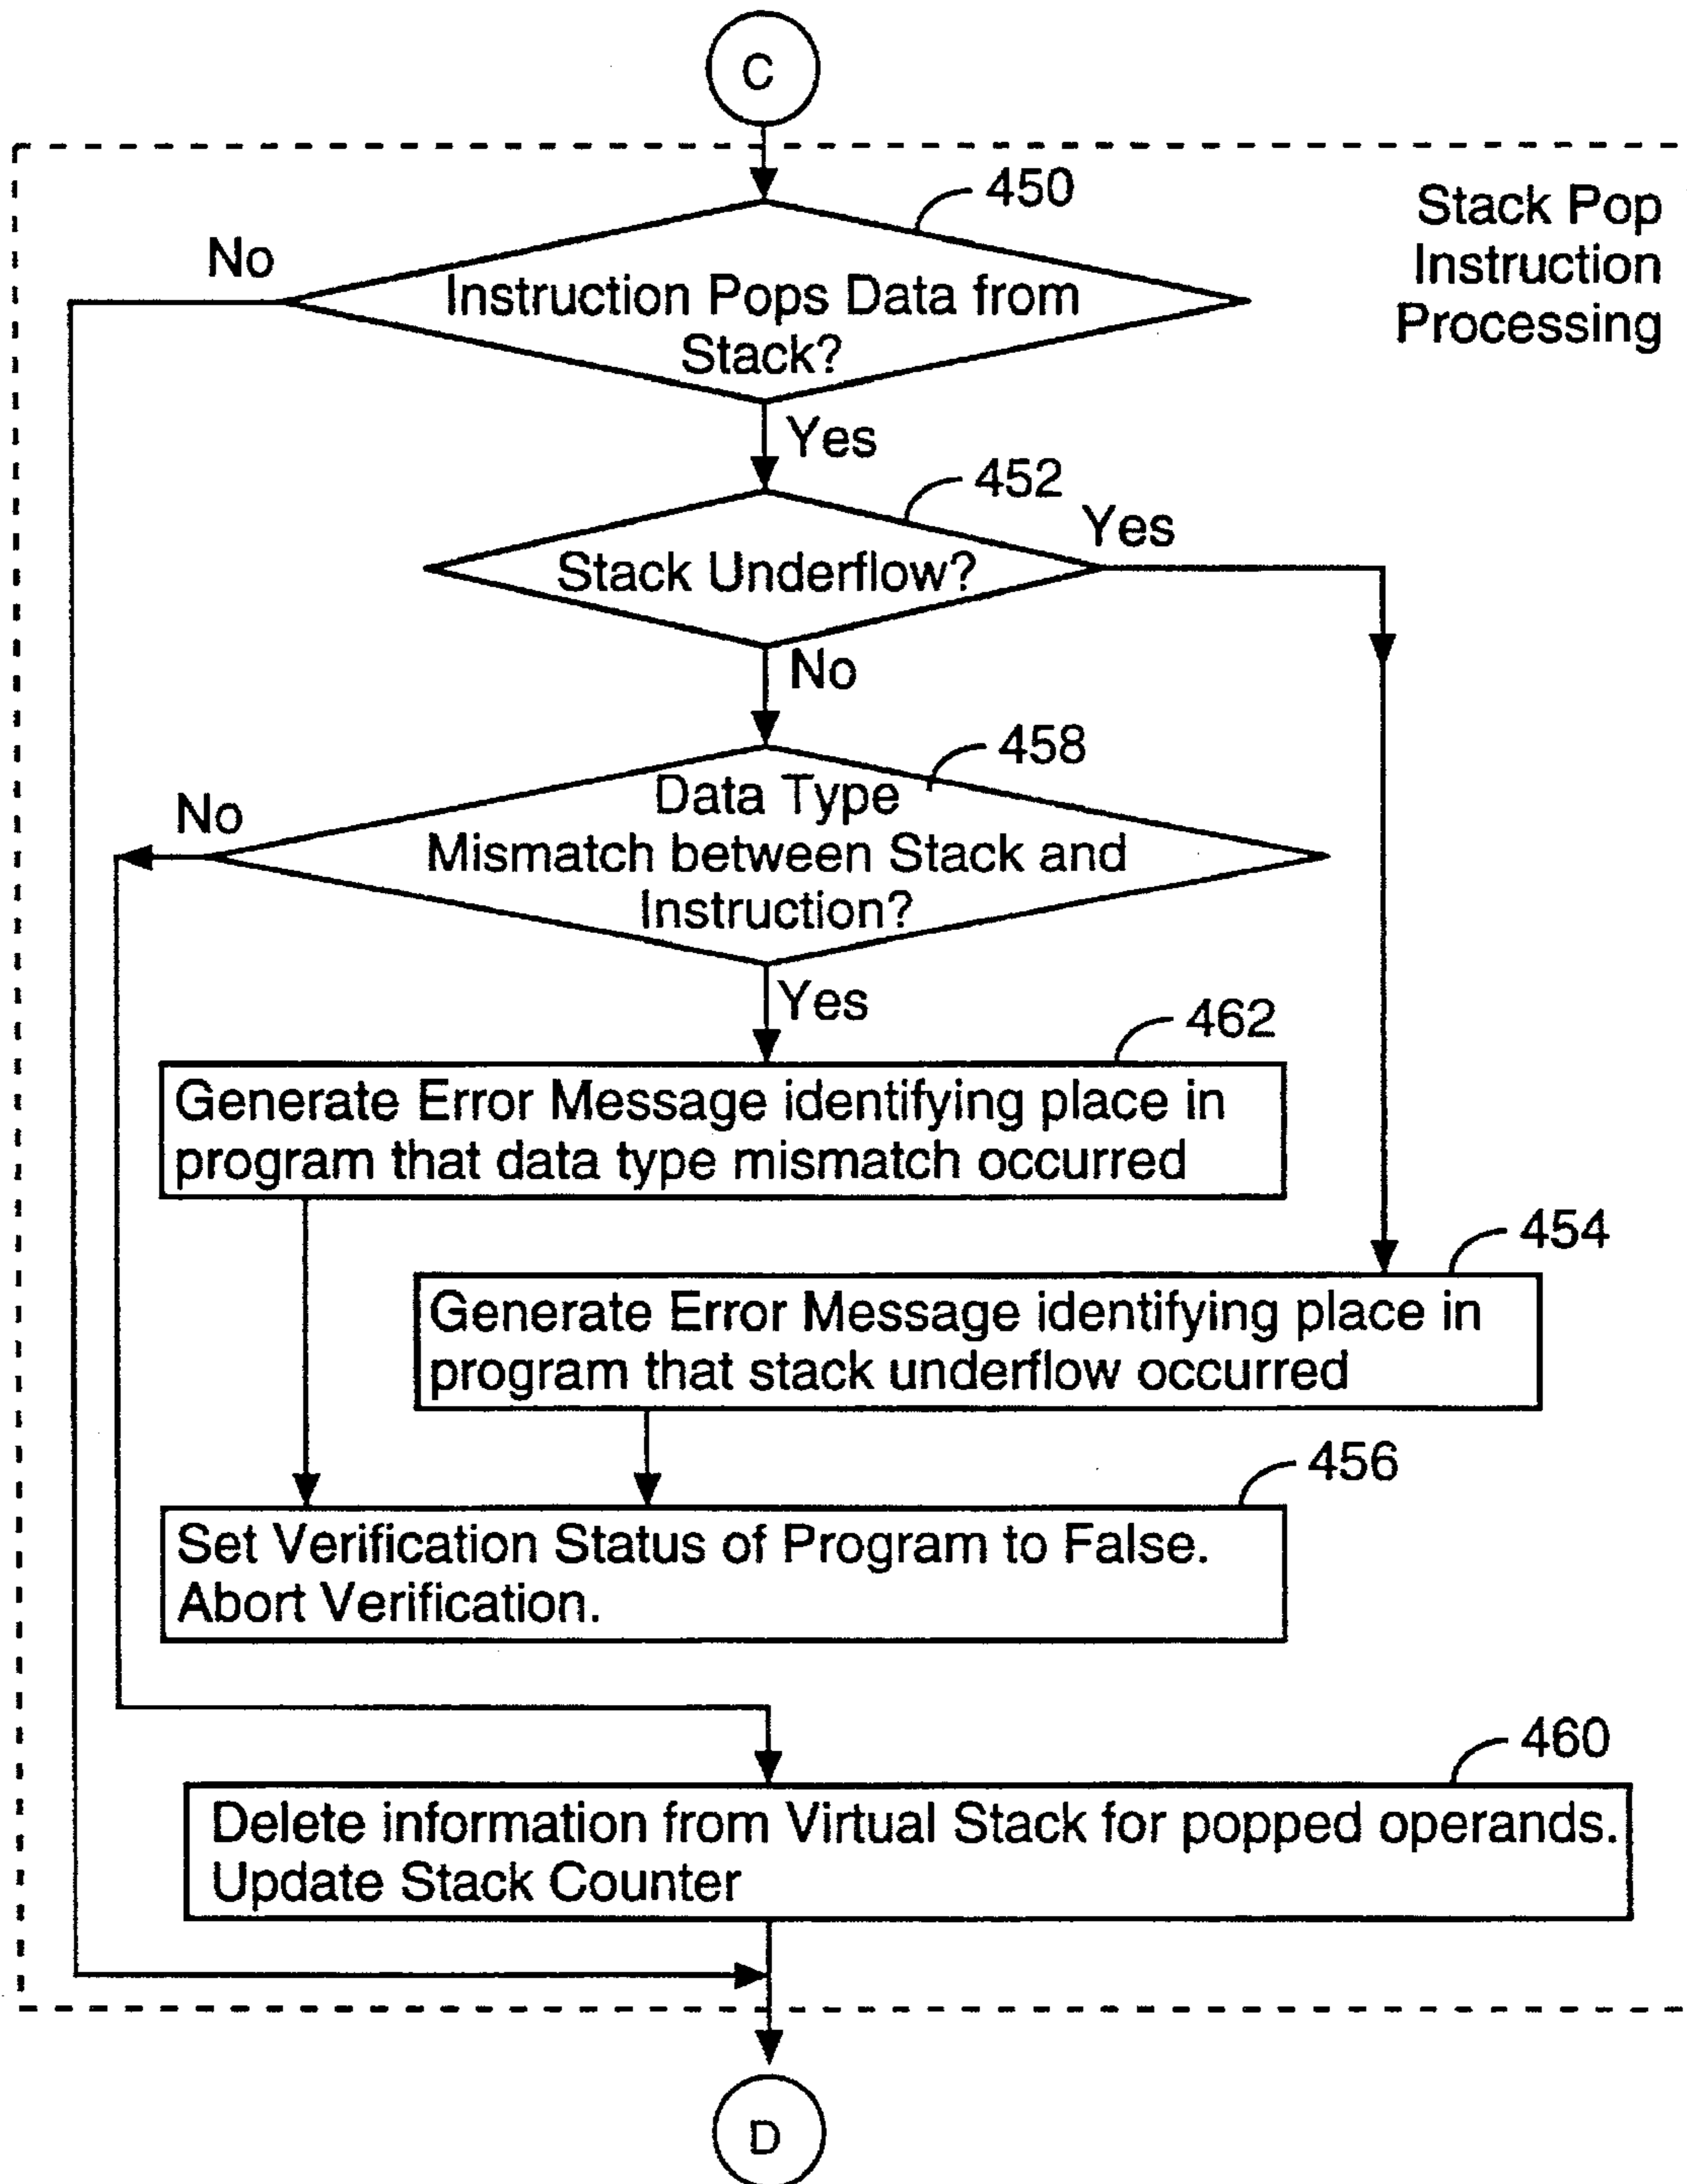 C
450
Stack Pop
Instruction
Processing
No
Instruction Pops Data from
Stack?
Yes
452
Yes
Stack Underflow?
No
458
No
Data Type
Mismatch between Stack and
Instruction?
Yes
462
Generate Error Message identifying place in
program that data type mismatch occurred
454
Generate Error Message identifying place in
program that stack underflow occurred
456
Set Verification Status of Program to False.
Abort Verification.
460
Delete information from Virtual Stack for popped operands.
Update Stack Counter
D